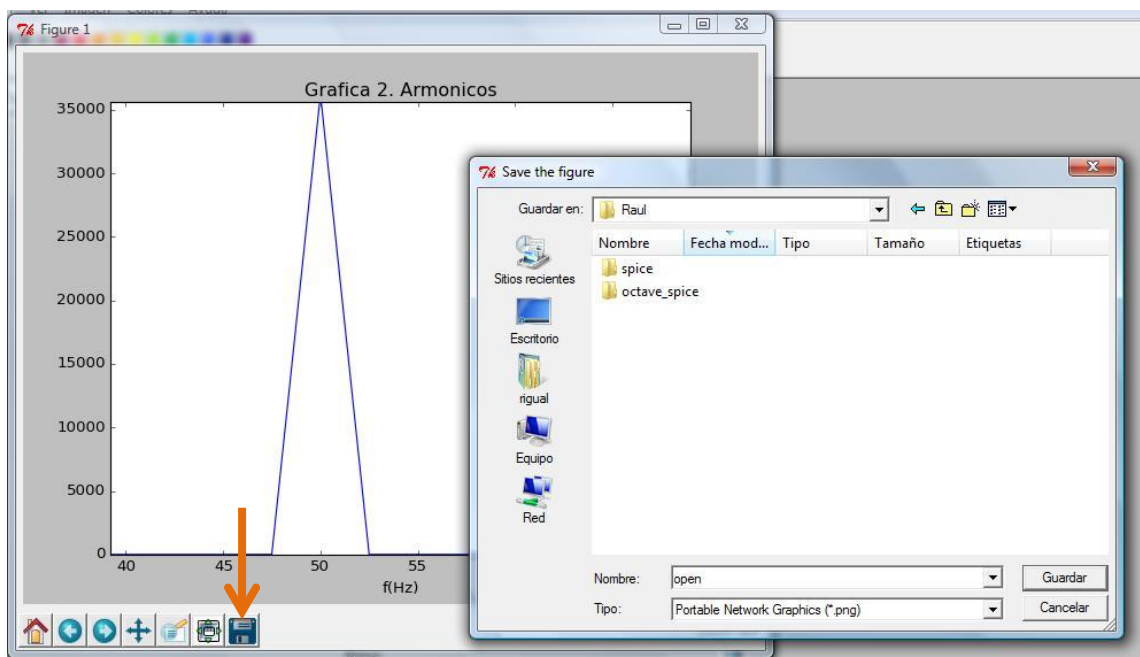 Figure 1
Grafica 2. Armonicos
35000
30000
25000
20000
15000
10000
5000
0
40 45 50 55
f(Hz)
Save the figure
Guardar en: Raul
Nombre Fecha mod... Tipo Tamaño Etiquetas
spice
octave_spice
Sitios recientes
Escritorio
rigual
Equipo
Red
Nombre: open Guardar
Tipo: Portable Network Graphics (*.png) Cancelar